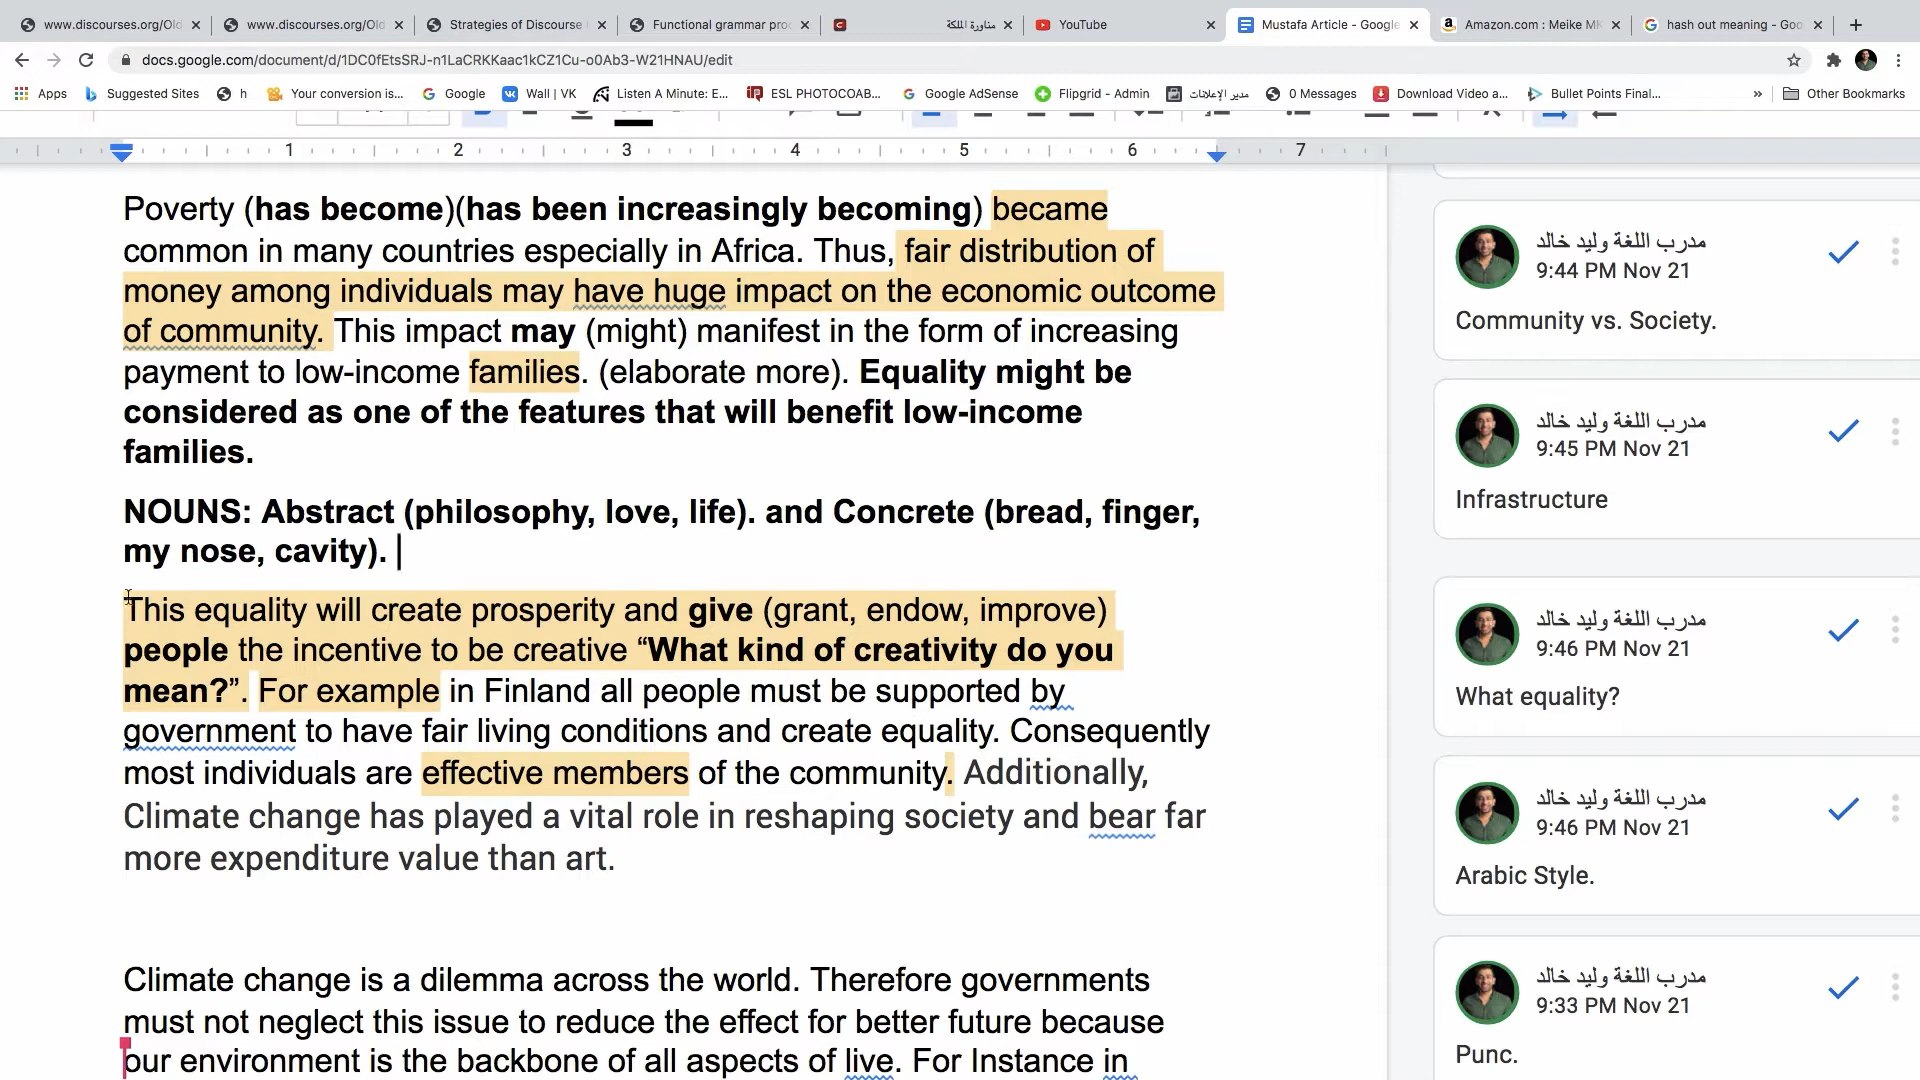 www.discourses.org/Old
www.discourses.org/Old
Strategies of Discourse
Functional grammar pro
مناورة الملكة
YouTube
Mustafa Article - Google
Amazon.com : Meike MK
hash out meaning - Goo
docs.google.com/document/d/1DC0fEtsSRJ-n1LaCRKKaac1kCZ1Cu-o0Ab3-W21HNAU/edit
Apps
Suggested Sites
h
Your conversion is...
Google
Wall | VK
Listen A Minute: E...
ESL PHOTOCOAB...
Google AdSense
Flipgrid - Admin
مدير الإعلانات
0 Messages
Download Video a...
Bullet Points Final...
»
Other Bookmarks
1 2 3 4 5 6 7
Poverty (has become)(has been increasingly becoming) became
common in many countries especially in Africa. Thus, fair distribution of
money among individuals may have huge impact on the economic outcome
of community. This impact may (might) manifest in the form of increasing
payment to low-income families. (elaborate more). Equality might be
considered as one of the features that will benefit low-income
families.
NOUNS: Abstract (philosophy, love, life). and Concrete (bread, finger,
my nose, cavity).
This equality will create prosperity and give (grant, endow, improve)
people the incentive to be creative “What kind of creativity do you
mean?”. For example in Finland all people must be supported by
government to have fair living conditions and create equality. Consequently
most individuals are effective members of the community. Additionally,
Climate change has played a vital role in reshaping society and bear far
more expenditure value than art.
Climate change is a dilemma across the world. Therefore governments
must not neglect this issue to reduce the effect for better future because
our environment is the backbone of all aspects of live. For Instance in
مدرب اللغة وليد خالد
9:44 PM Nov 21
Community vs. Society.
مدرب اللغة وليد خالد
9:45 PM Nov 21
Infrastructure
مدرب اللغة وليد خالد
9:46 PM Nov 21
What equality?
مدرب اللغة وليد خالد
9:46 PM Nov 21
Arabic Style.
مدرب اللغة وليد خالد
9:33 PM Nov 21
Punc.